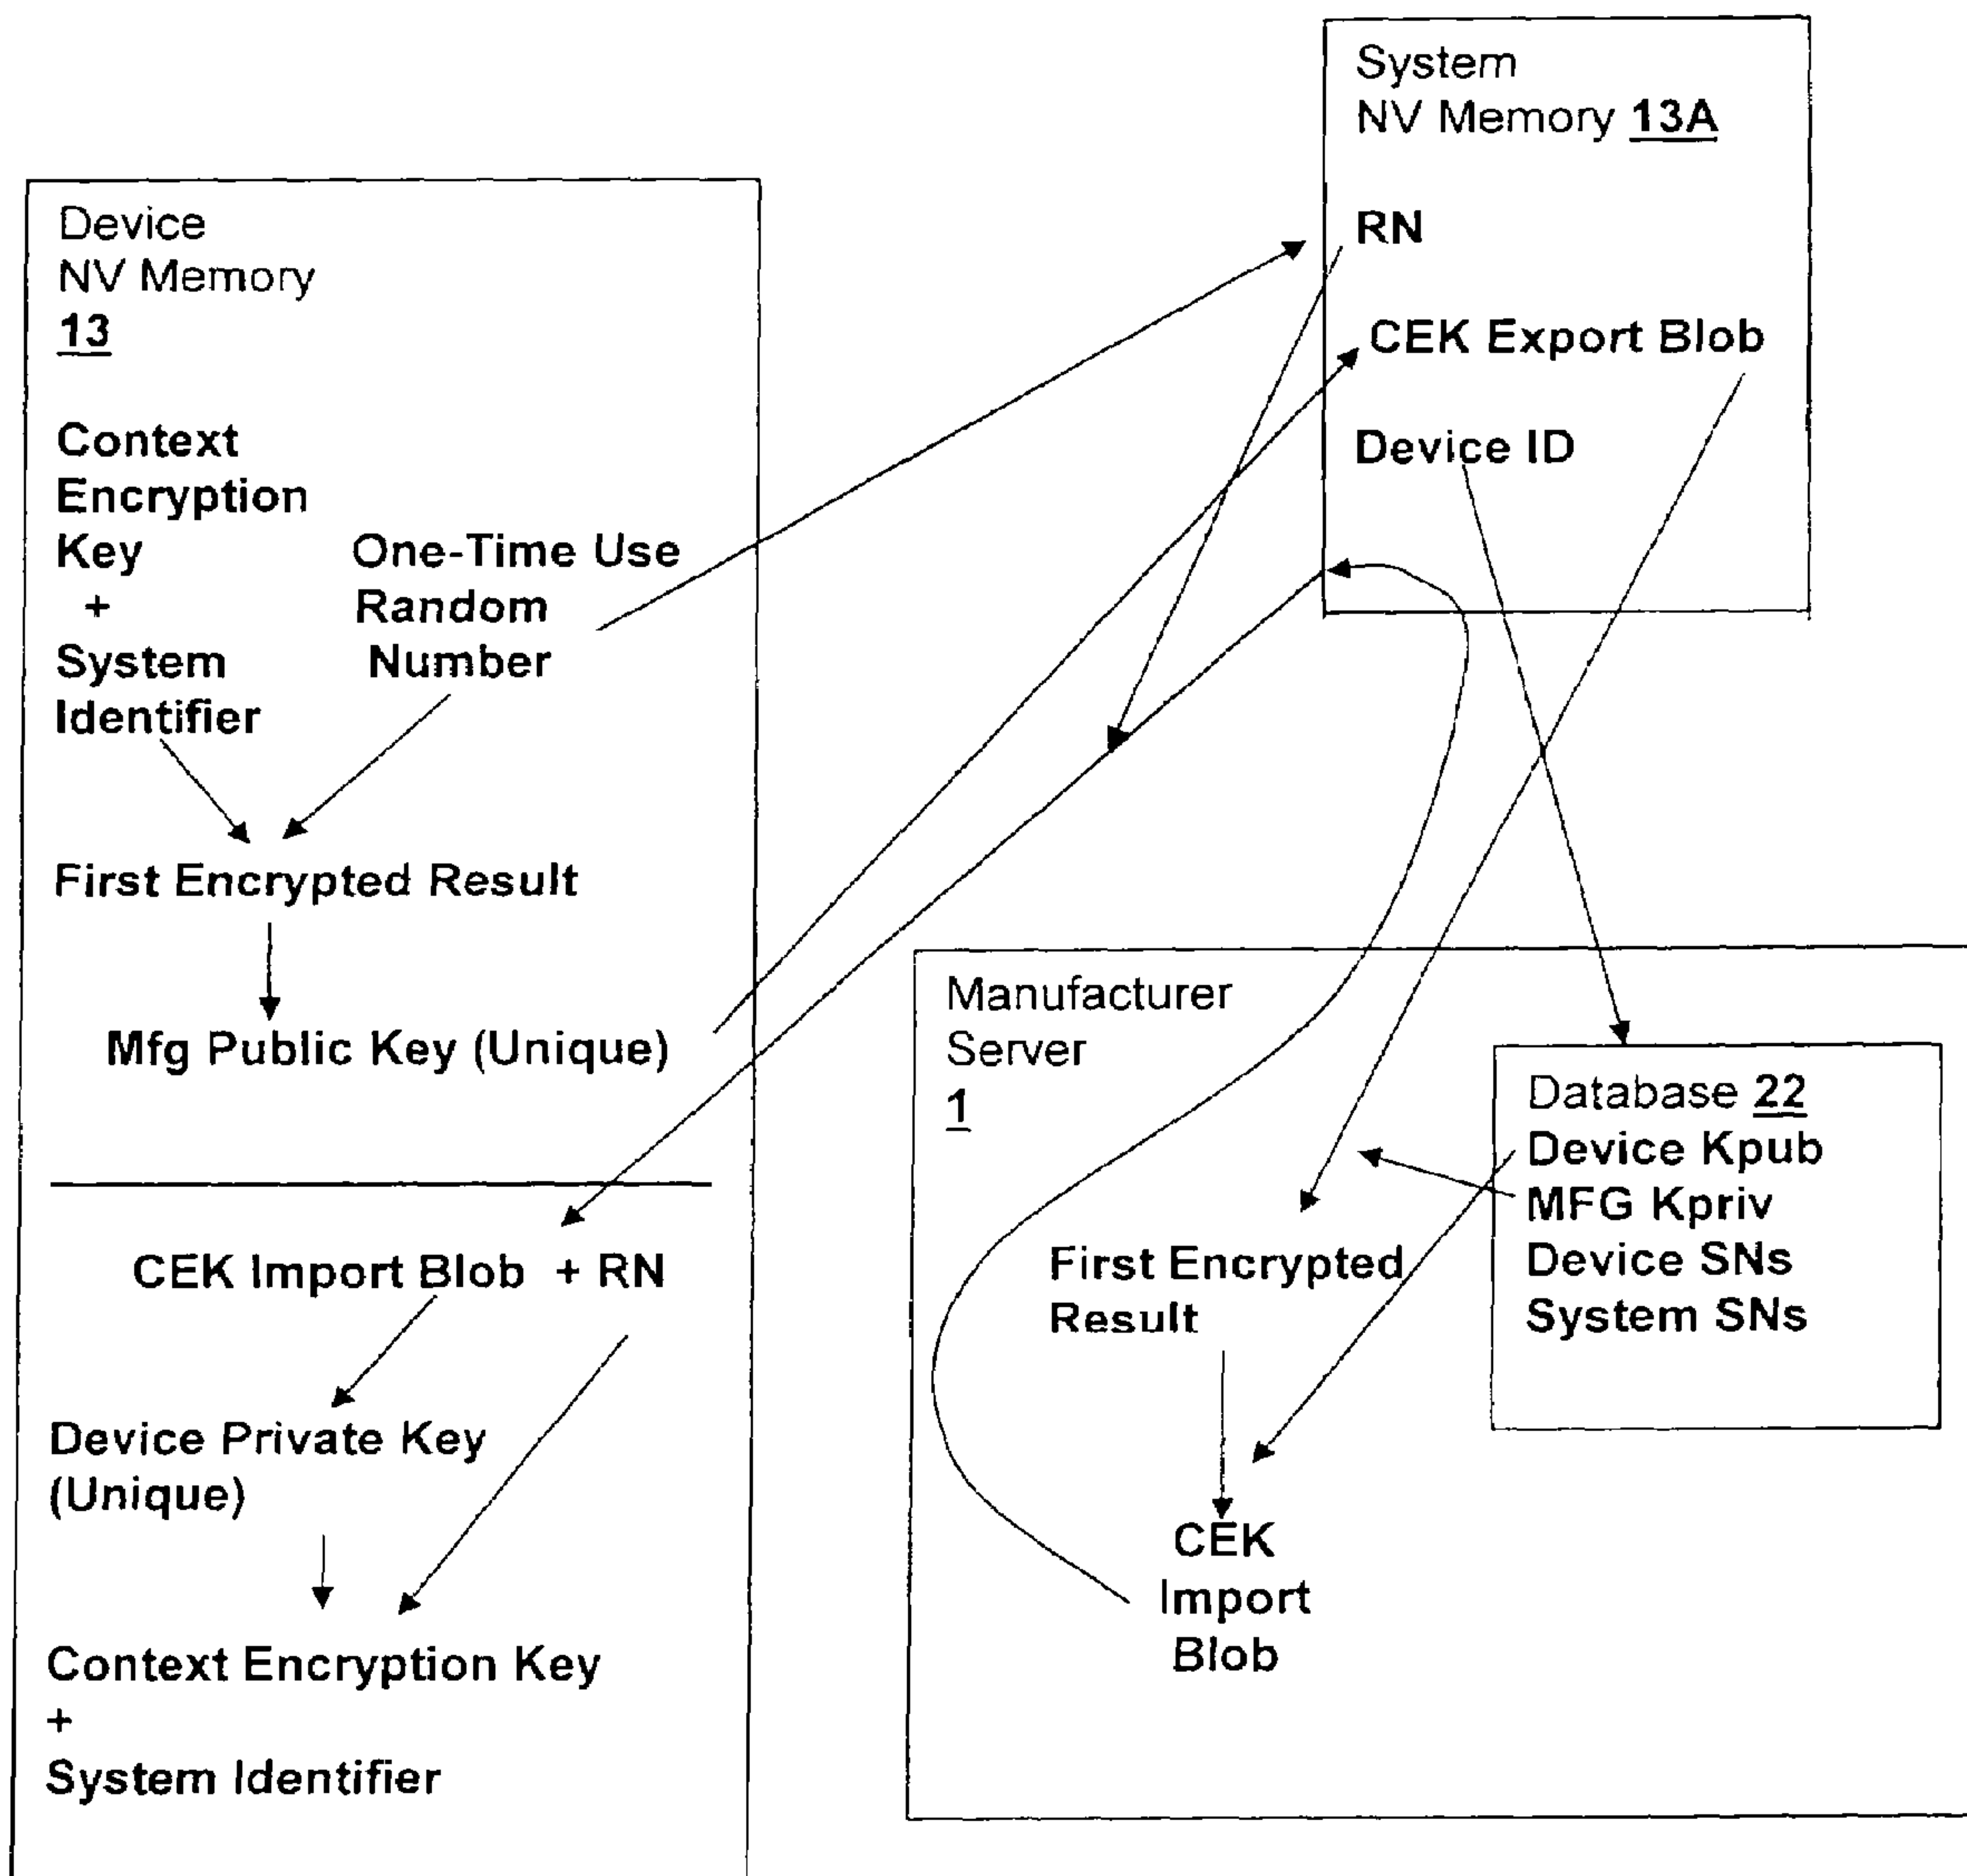 System
NV Memory 13A
RN
CEK Export Blob
Device ID
Device
NV Memory
13
Context
Encryption
Key
+
System
Identifier
One-Time Use
Random
Number
First Encrypted Result
Mfg Public Key (Unique)
CEK Import Blob + RN
Device Private Key
(Unique)
Context Encryption Key
+
System Identifier
Manufacturer
Server
1
First Encrypted
Result
CEK
Import
Blob
Database 22
Device Kpub
MFG Kpriv
Device SNs
System SNs